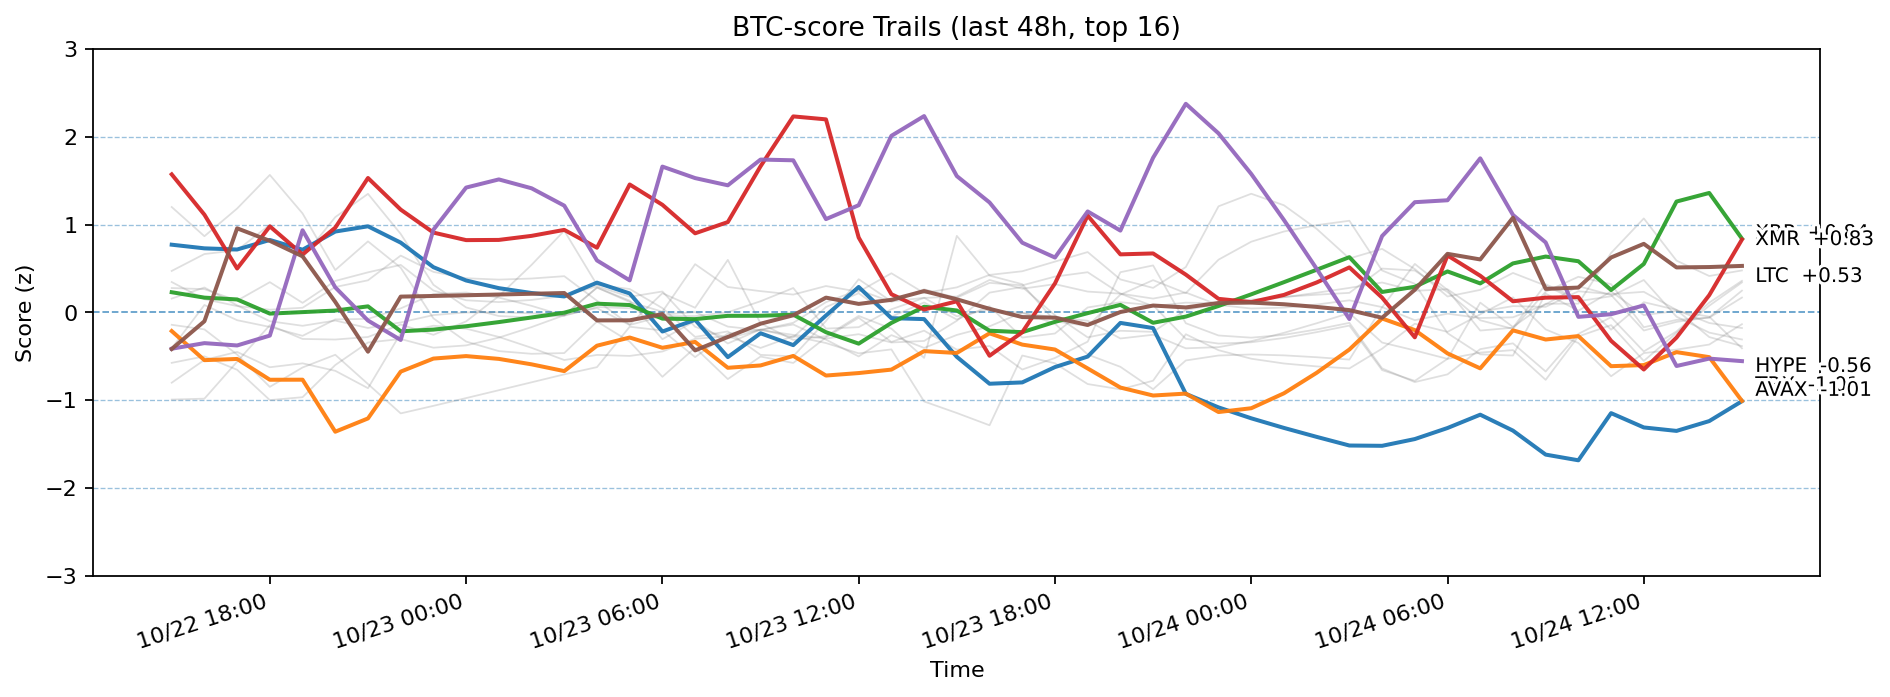 BTC-score Trails (last 48h, top 16)
3
2
1
0
−1
−2
−3
Score (z)
XMR +0.83
LTC +0.53
HYPE -0.56
AVAX -1.01
10/22 18:00
10/23 00:00
10/23 06:00
10/23 12:00
10/23 18:00
10/24 00:00
10/24 06:00
10/24 12:00
Time